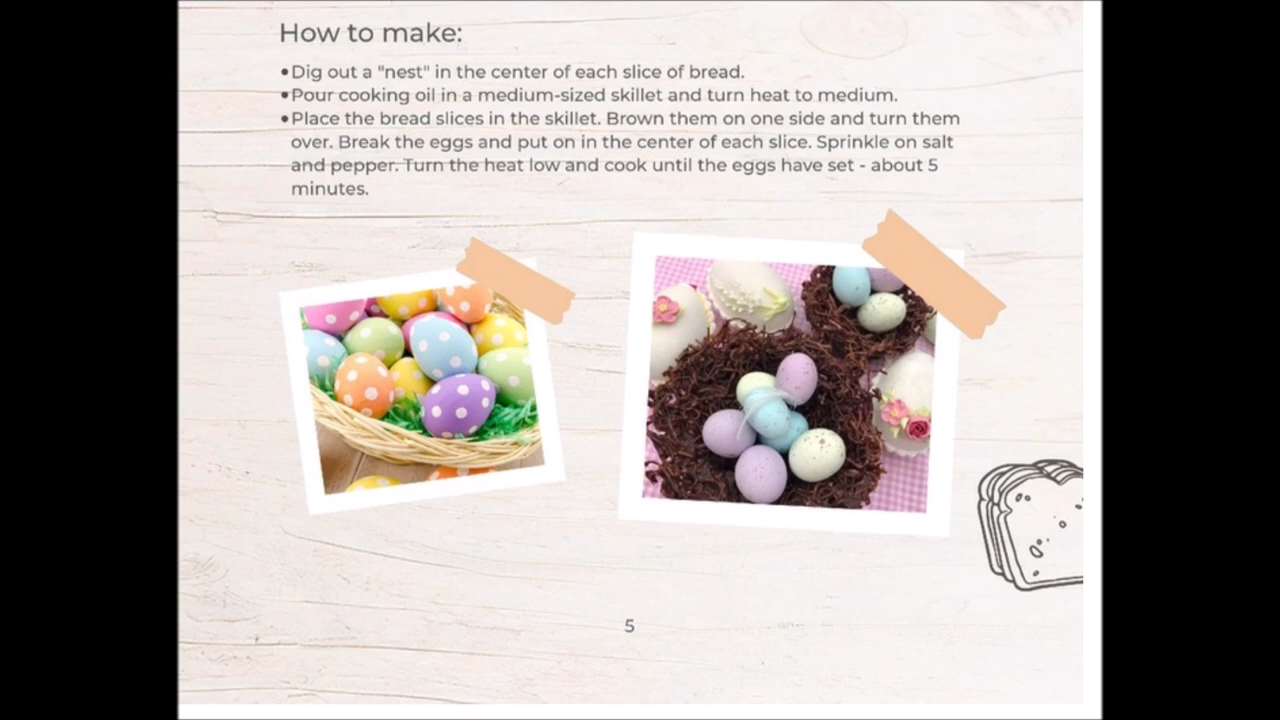 How to make:
•Dig out a "nest" in the center of each slice of bread.
•Pour cooking oil in a medium-sized skillet and turn heat to medium.
•Place the bread slices in the skillet. Brown them on one side and turn them
over. Break the eggs and put on in the center of each slice. Sprinkle on salt
and pepper. Turn the heat low and cook until the eggs have set - about 5
minutes.
5